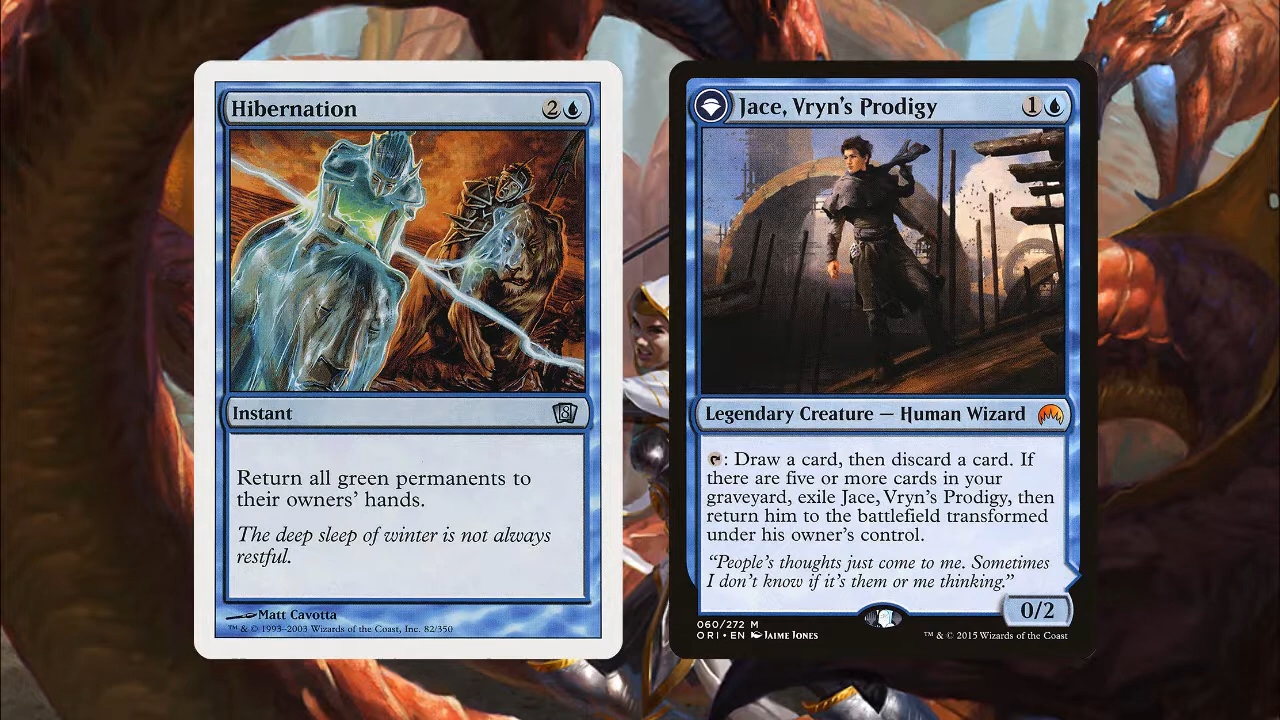 Hibernation
2
Instant
8
Return all green permanents to
their owners' hands.
The deep sleep of winter is not always
restful.
Matt Cavotta
™ & © 1993–2003 Wizards of the Coast, Inc. 82/350
Jace, Vryn's Prodigy
1
Legendary Creature — Human Wizard
: Draw a card, then discard a card. If
there are five or more cards in your
graveyard, exile Jace, Vryn's Prodigy, then
return him to the battlefield transformed
under his owner's control.
“People's thoughts just come to me. Sometimes
I don't know if it's them or me thinking.”
0/2
060/272 M
ORI • EN Jaime Jones
™ & © 2015 Wizards of the Coast